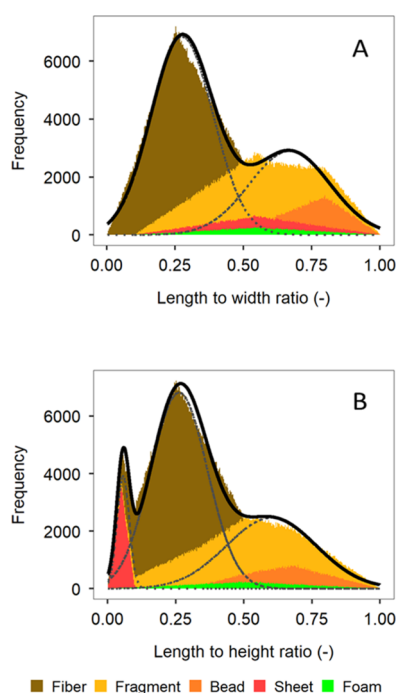 A
Frequency
6000
4000
2000
0
0.00 0.25 0.50 0.75 1.00
Length to width ratio (-)
B
Frequency
6000
4000
2000
0
0.00 0.25 0.50 0.75 1.00
Length to height ratio (-)
Fiber Fragment Bead Sheet Foam